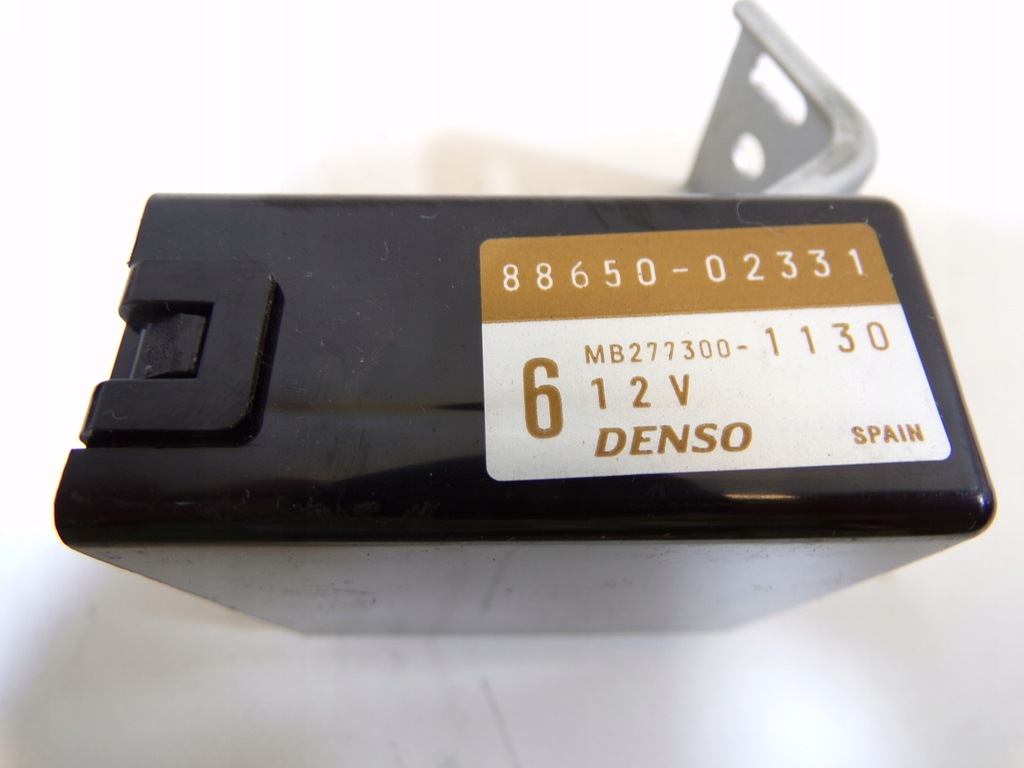 88650-02331
6
MB277300-1130
12V
DENSO
SPAIN